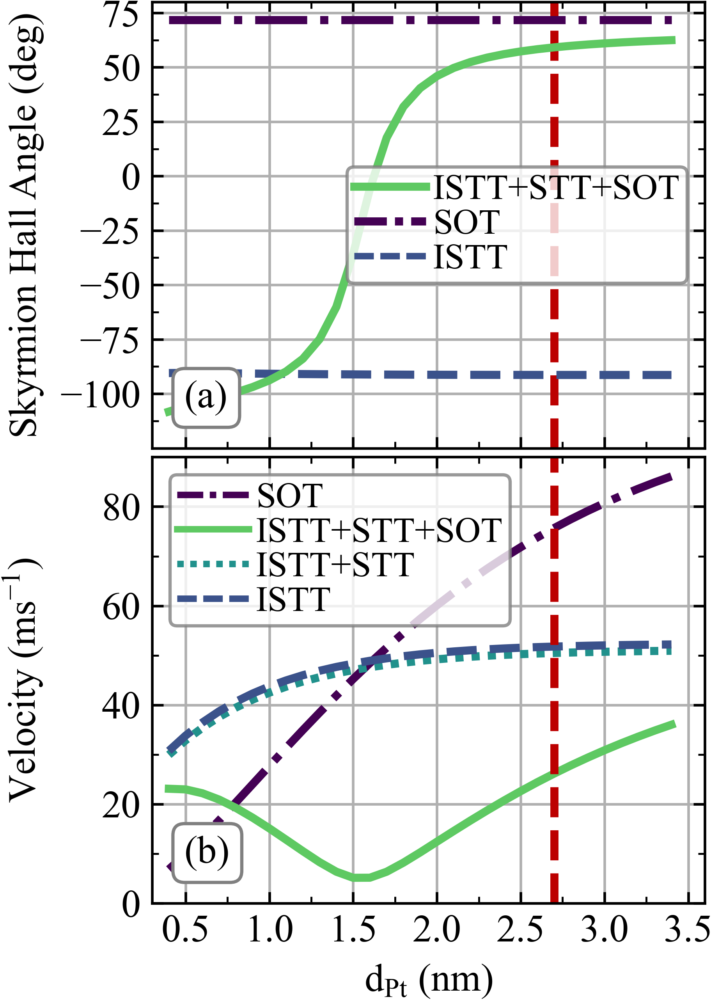 Skyrmion Hall Angle (deg)
75
50
25
0
−25
−50
−75
−100
ISTT+STT+SOT
SOT
ISTT
(a)
Velocity (ms⁻¹)
80
60
40
20
0
SOT
ISTT+STT+SOT
ISTT+STT
ISTT
(b)
0.5 1.0 1.5 2.0 2.5 3.0 3.5
d_Pt (nm)